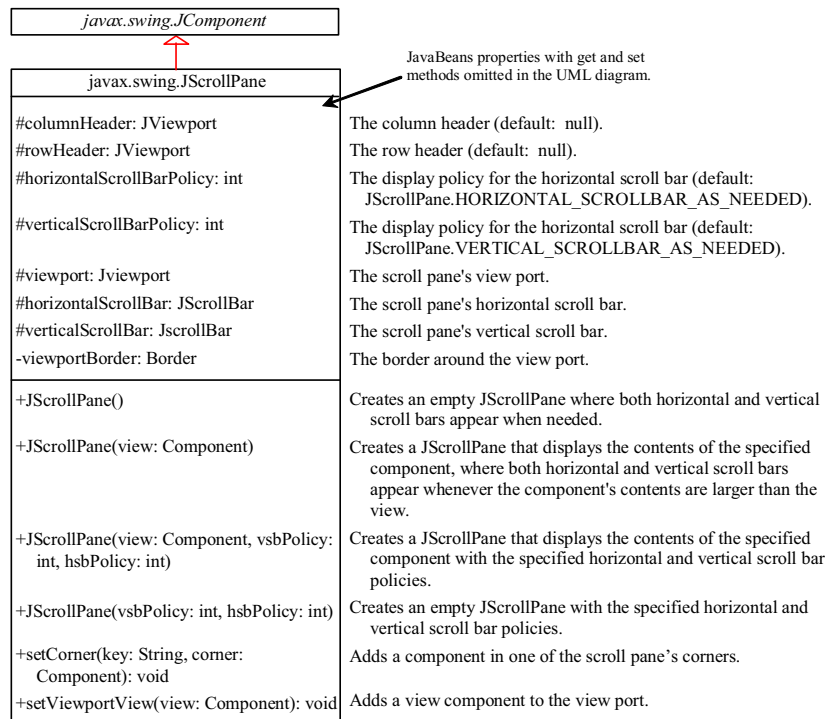 javax.swing.JComponent
JavaBeans properties with get and set
methods omitted in the UML diagram.
javax.swing.JScrollPane
#columnHeader: JViewport
The column header (default:  null).
#rowHeader: JViewport
The row header (default:  null).
#horizontalScrollBarPolicy: int
The display policy for the horizontal scroll bar (default:
JScrollPane.HORIZONTAL_SCROLLBAR_AS_NEEDED).
#verticalScrollBarPolicy: int
The display policy for the horizontal scroll bar (default:
JScrollPane.VERTICAL_SCROLLBAR_AS_NEEDED).
#viewport: Jviewport
The scroll pane's view port.
#horizontalScrollBar: JScrollBar
The scroll pane's horizontal scroll bar.
#verticalScrollBar: JscrollBar
The scroll pane's vertical scroll bar.
-viewportBorder: Border
The border around the view port.
+JScrollPane()
Creates an empty JScrollPane where both horizontal and vertical
scroll bars appear when needed.
+JScrollPane(view: Component)
Creates a JScrollPane that displays the contents of the specified
component, where both horizontal and vertical scroll bars
appear whenever the component's contents are larger than the
view.
+JScrollPane(view: Component, vsbPolicy:
int, hsbPolicy: int)
Creates a JScrollPane that displays the contents of the specified
component with the specified horizontal and vertical scroll bar
policies.
+JScrollPane(vsbPolicy: int, hsbPolicy: int)
Creates an empty JScrollPane with the specified horizontal and
vertical scroll bar policies.
+setCorner(key: String, corner:
Component): void
Adds a component in one of the scroll pane’s corners.
+setViewportView(view: Component): void
Adds a view component to the view port.